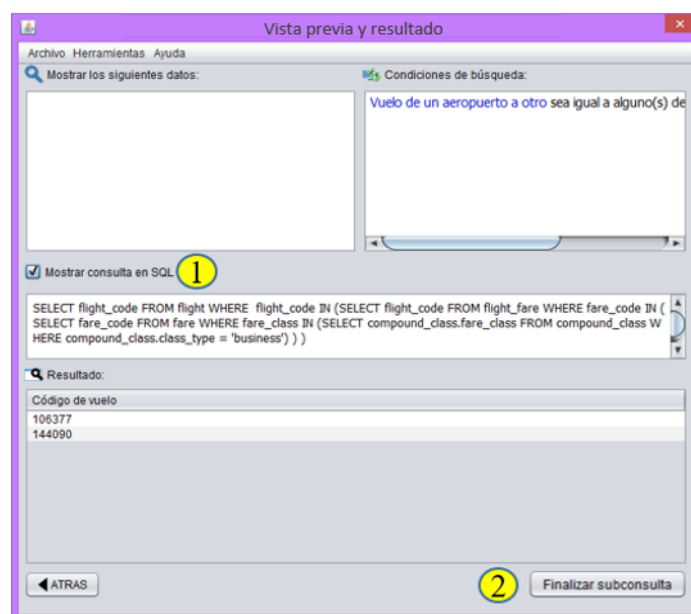 Vista previa y resultado
Archivo Herramientas Ayuda
Mostrar los siguientes datos:
Condiciones de búsqueda:
Vuelo de un aeropuerto a otro sea igual a alguno(s) de
Mostrar consulta en SQL
1
SELECT flight_code FROM flight WHERE flight_code IN (SELECT flight_code FROM flight_fare WHERE fare_code IN (
SELECT fare_code FROM fare WHERE fare_class IN (SELECT compound_class.fare_class FROM compound_class W
HERE compound_class.class_type = 'business') ) )
Resultado:
Código de vuelo
106377
144090
ATRAS
2
Finalizar subconsulta